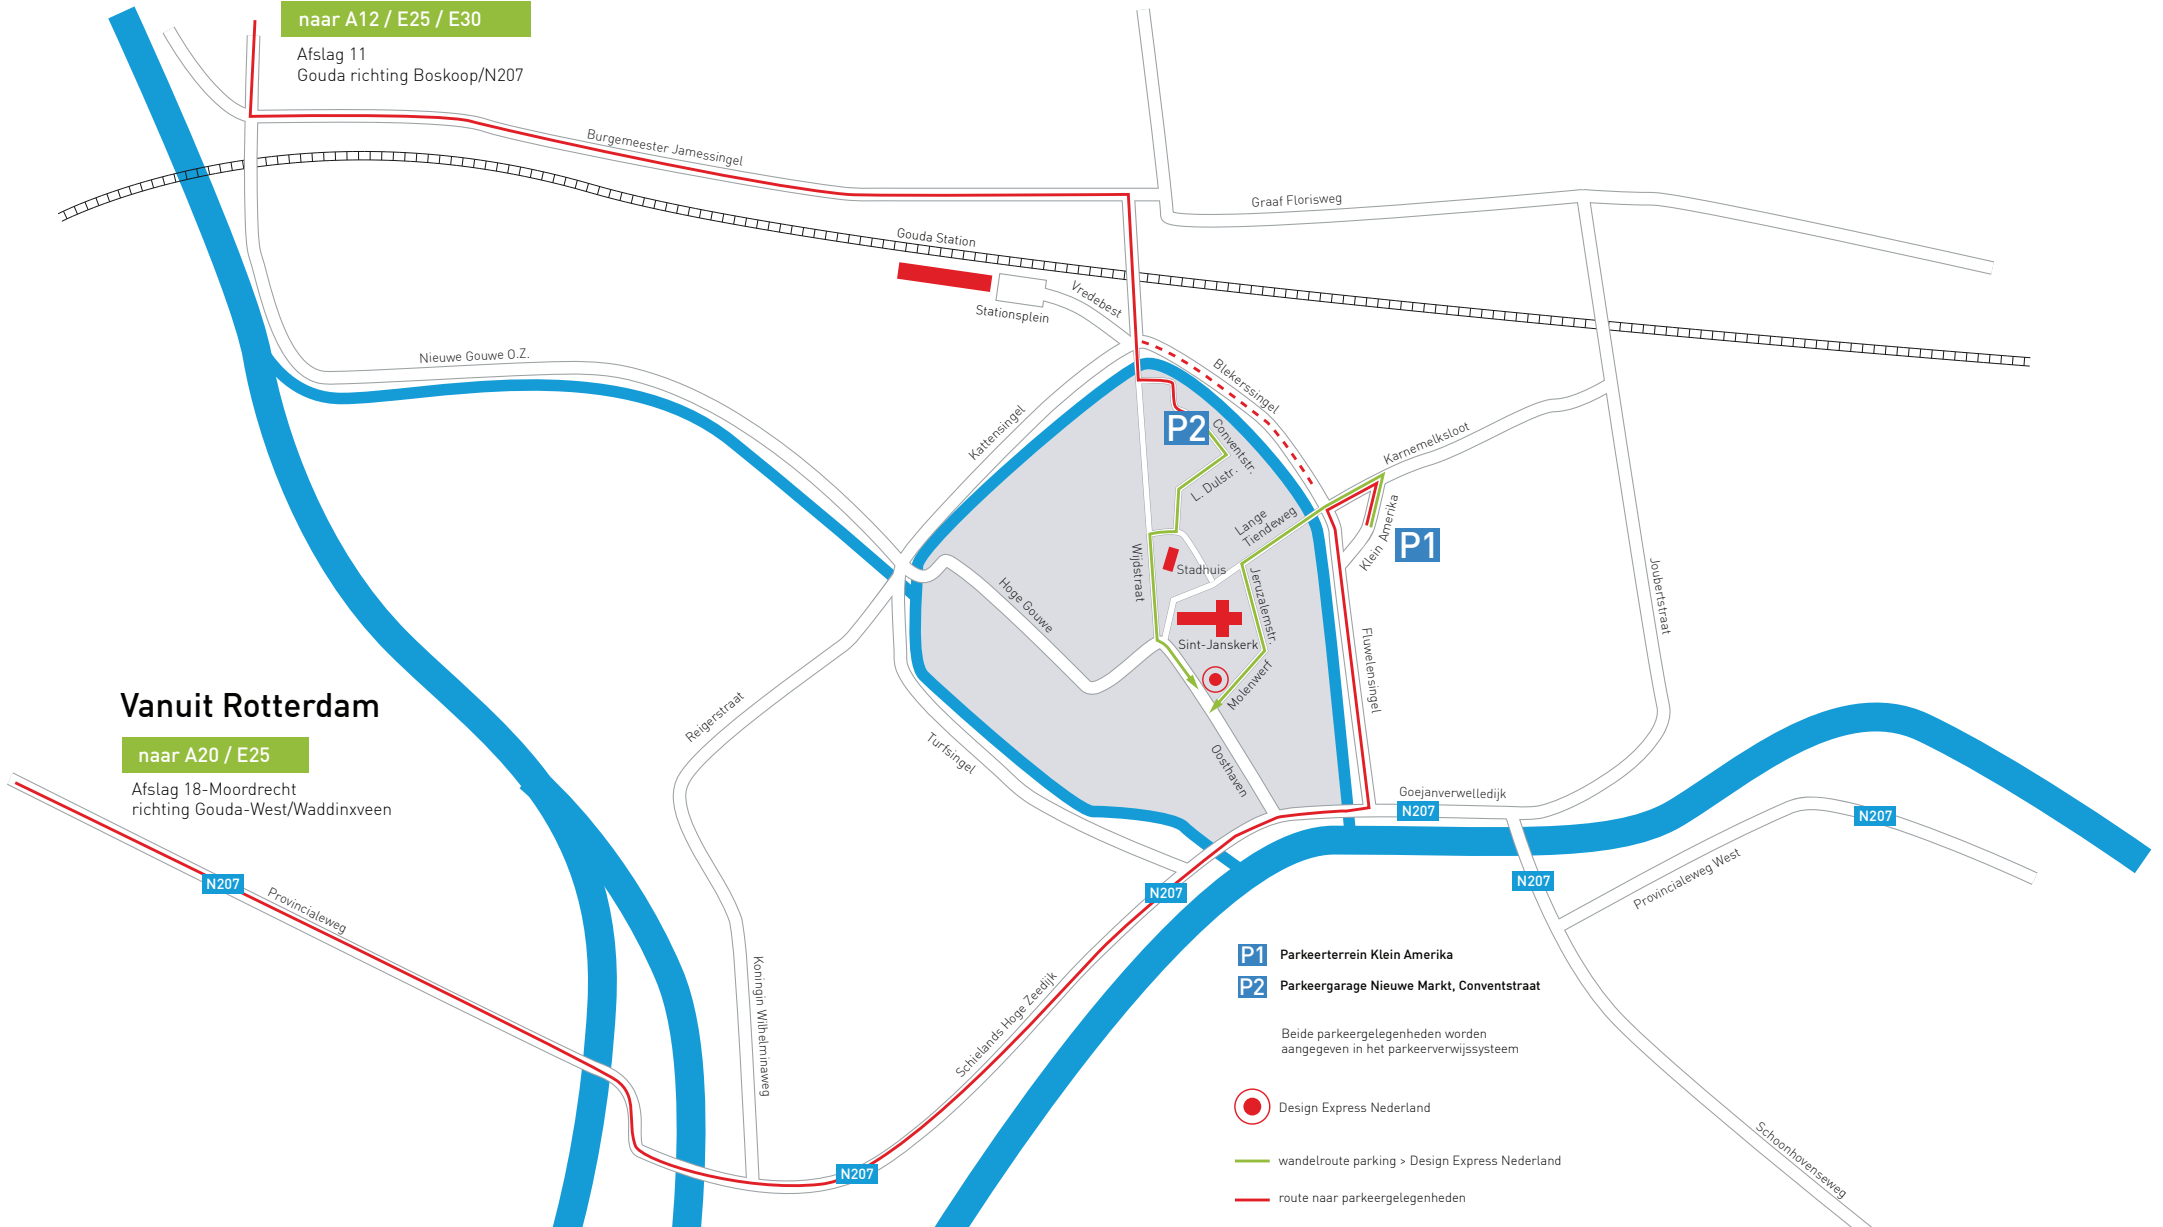 naar A12 / E25 / E30
Afslag 11
Gouda richting Boskoop/N207
Burgemeester Jamessingel
Graaf Florisweg
Gouda Station
Stationsplein
Vredebest
Nieuwe Gouwe O.Z.
Blekerssingel
Kattensingel
P2
Conventstr.
L. Dulstr.
Karnemelksloot
Lange
Tiendeweg
Klein Amerika
P1
Wijdstraat
Stadhuis
Jeruzalemstr.
Hoge Gouwe
Sint-Janskerk
Molenwerf
Fluwelensingel
Joubertstraat
Vanuit Rotterdam
naar A20 / E25
Afslag 18-Moordrecht
richting Gouda-West/Waddinxveen
Reigerstraat
Turfsingel
Oosthaven
Goejanverwelledijk
N207
N207
N207
Provincialeweg
N207
N207
Provincialeweg West
Koningin Wilhelminaweg
Schielands Hoge Zeedijk
N207
P1 Parkeerterrein Klein Amerika
P2 Parkeergarage Nieuwe Markt, Conventstraat
Beide parkeergelegenheden worden
aangegeven in het parkeerverwijssysteem
Design Express Nederland
wandelroute parking > Design Express Nederland
route naar parkeergelegenheden
Schoonhovenseweg